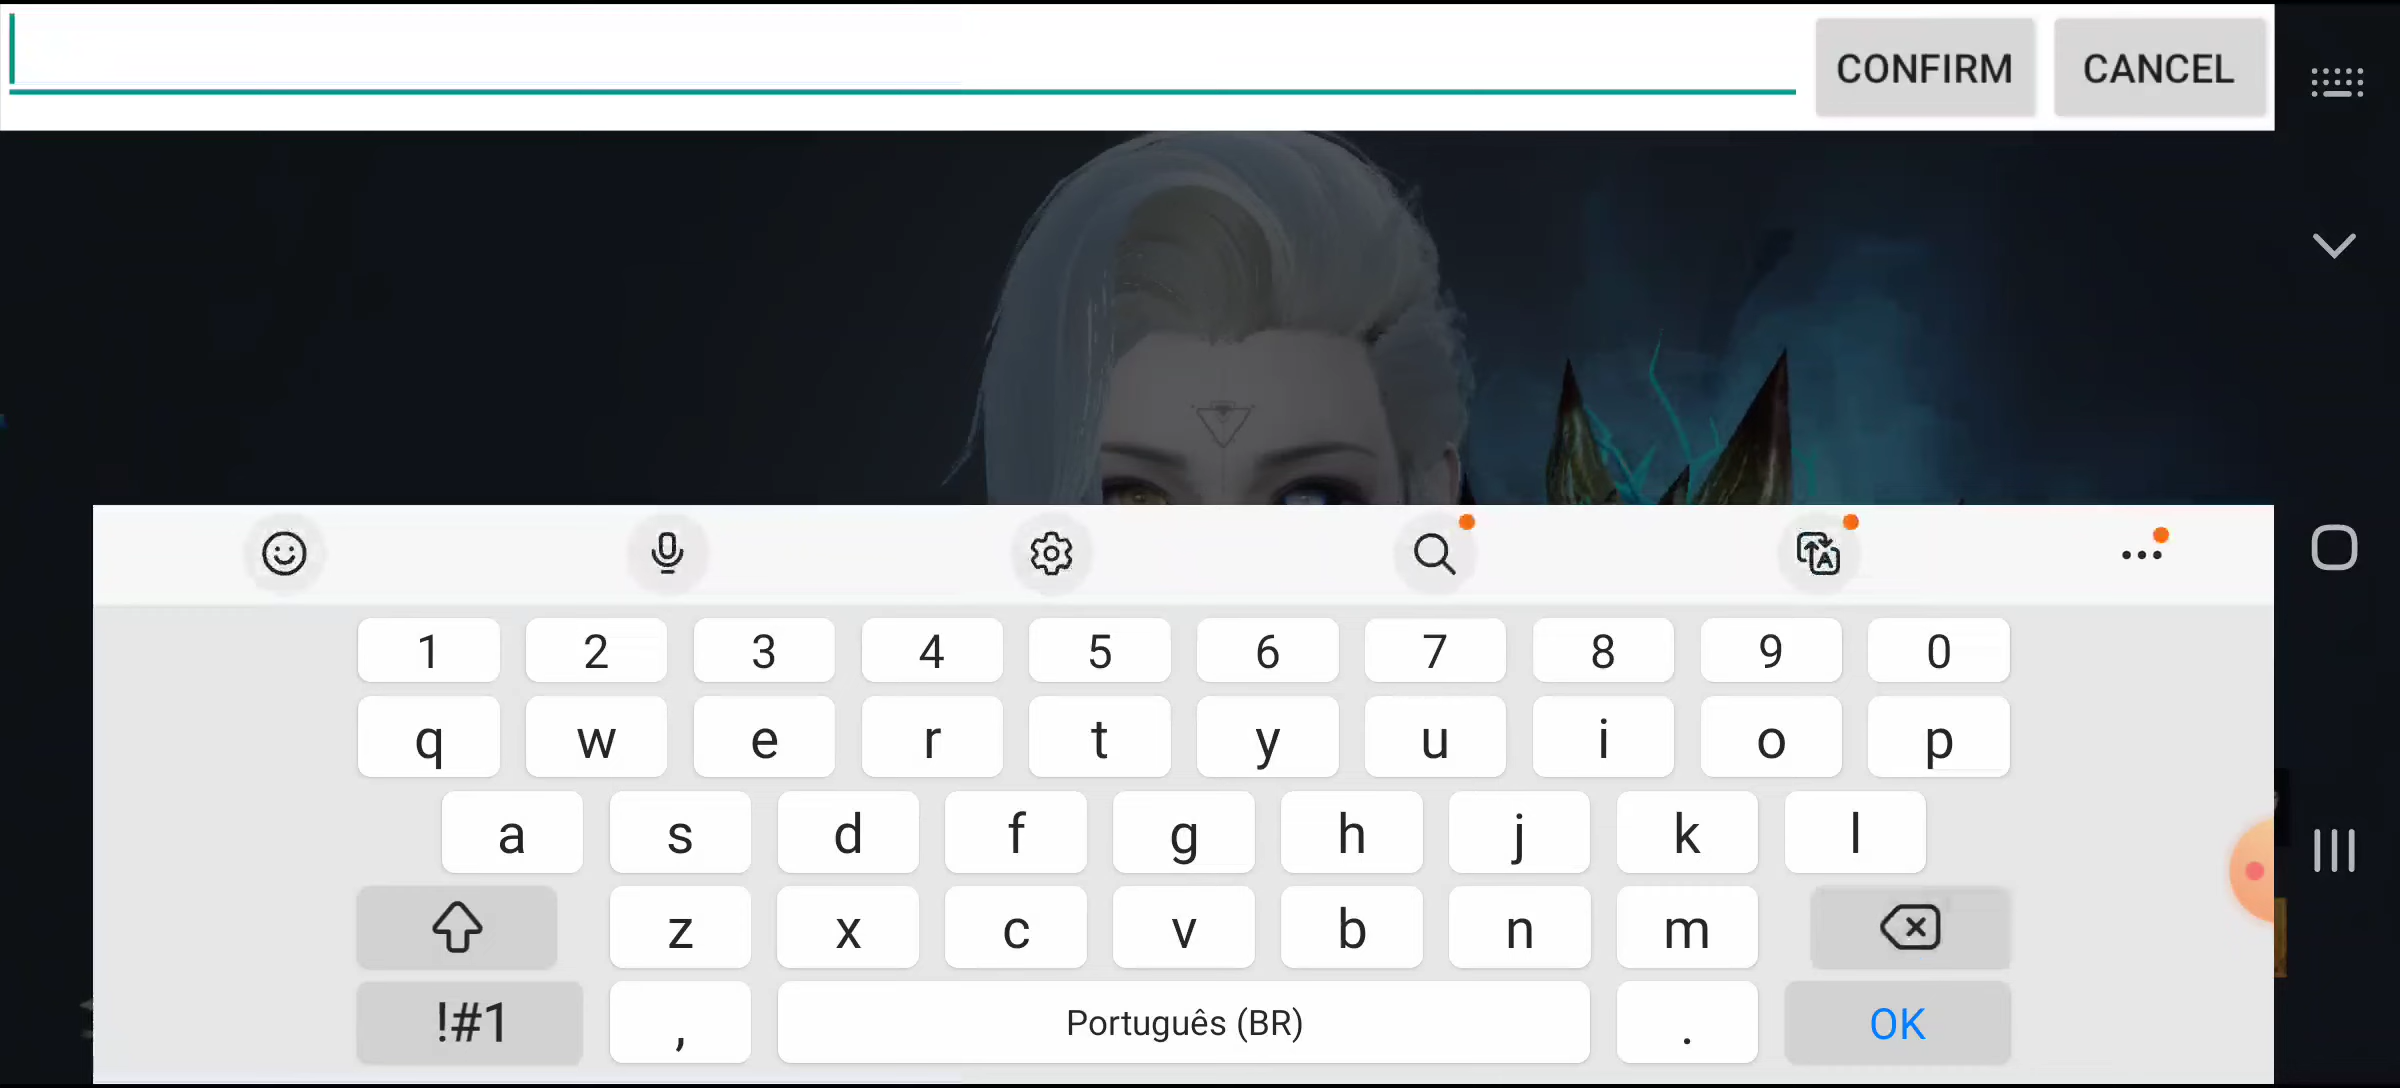 CONFIRM CANCEL
1 2 3 4 5 6 7 8 9 0
q w e r t y u i o p
a s d f g h j k l
z x c v b n m
!#1 , Português (BR) . OK